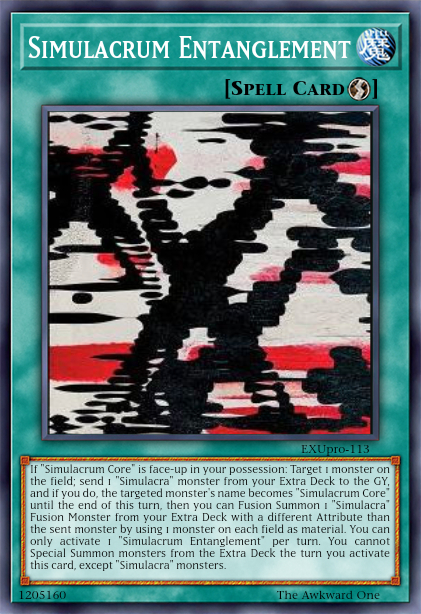 Simulacrum Entanglement 魔
[Spell Card]
EXUpro-113
If "Simulacrum Core" is face-up in your possession: Target 1 monster on
the field; send 1 "Simulacra" monster from your Extra Deck to the GY,
and if you do, the targeted monster's name becomes "Simulacrum Core"
until the end of this turn, then you can Fusion Summon 1 "Simulacra"
Fusion Monster from your Extra Deck with a different Attribute than
the sent monster by using 1 monster on each field as material. You can
only activate 1 "Simulacrum Entanglement" per turn. You cannot
Special Summon monsters from the Extra Deck the turn you activate
this card, except "Simulacra" monsters.
1205160
The Awkward One